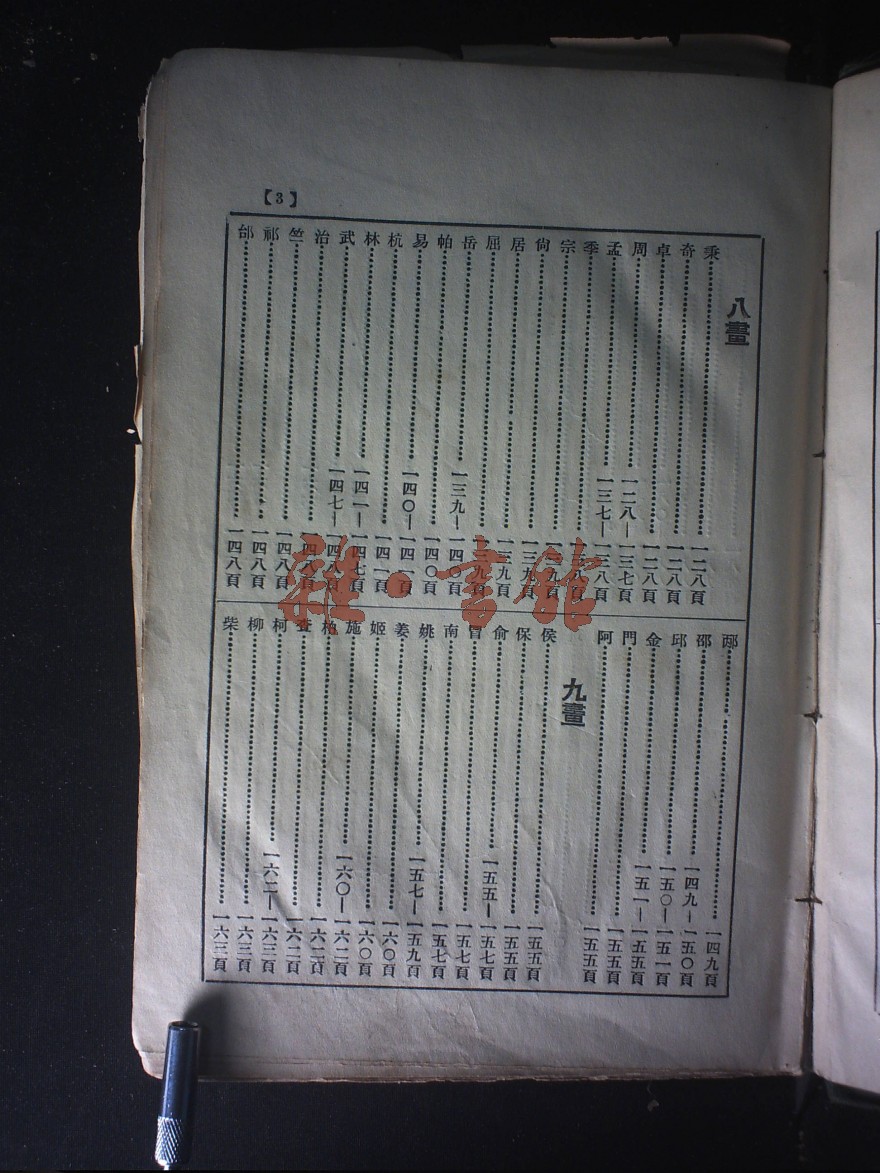 【3】
八畫
秉……一二八頁
奇……一二八頁
卓……一二八頁
周……一二八—一三七頁
孟……一三七—一三八頁
季……一三八頁
宗……一三九頁
尙……一三九頁
居……一三九頁
屈……一三九頁
岳……一三九—一四〇頁
帕……一四〇頁
易……一四〇—一四一頁
杭……一四一頁
林……一四一—一四七頁
武……一四七—一四八頁
治……一四八頁
竺……一四八頁
祁……一四八頁
邰……一四八頁
邴……一四九頁
邵……一四九—一五〇頁
邱……一五〇—一五一頁
金……一五一—一五五頁
門……一五五頁
阿……一五五頁
九畫
侯……一五五頁
保……一五五頁
俞……一五五—一五七頁
冒……一五七頁
南……一五七頁
姚……一五七—一五九頁
姜……一六〇頁
姬……一六〇頁
施……一六〇—一六二頁
柏……一六二頁
查……一六二頁
柯……一六二—一六三頁
柳……一六三頁
柴……一六三頁
雜·書館